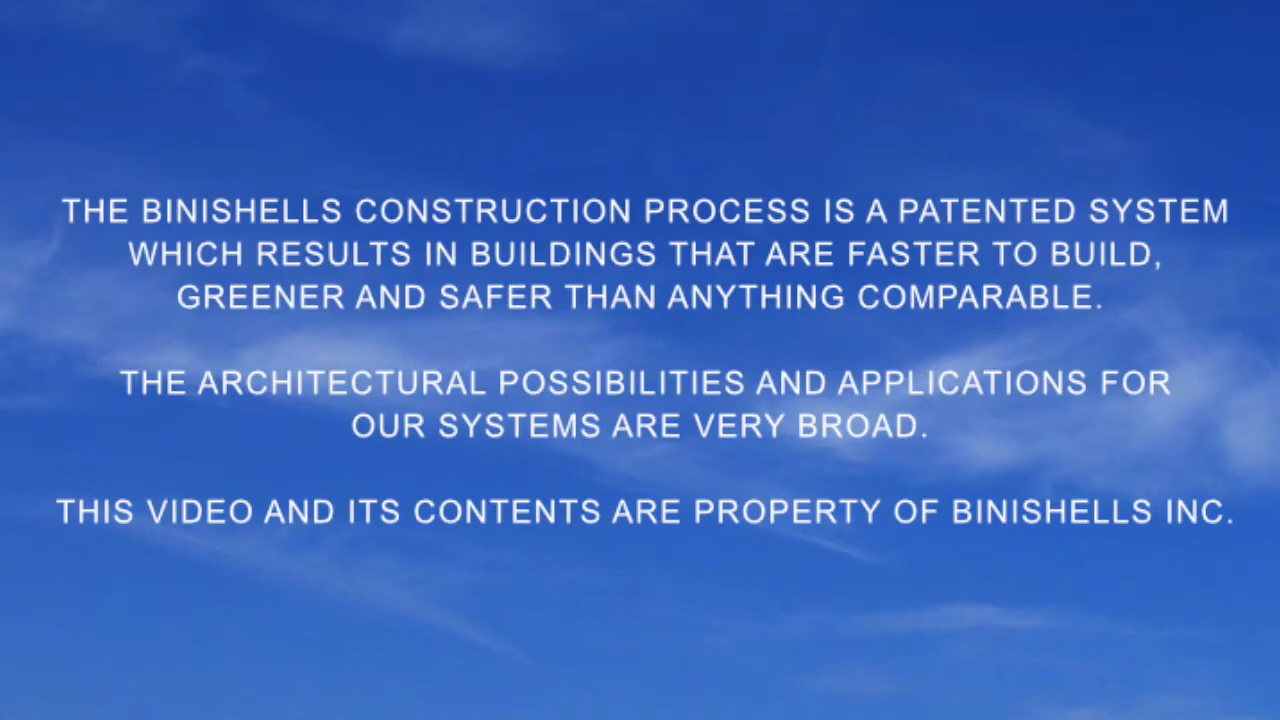 THE BINISHELLS CONSTRUCTION PROCESS IS A PATENTED SYSTEM
WHICH RESULTS IN BUILDINGS THAT ARE FASTER TO BUILD,
GREENER AND SAFER THAN ANYTHING COMPARABLE.
THE ARCHITECTURAL POSSIBILITIES AND APPLICATIONS FOR
OUR SYSTEMS ARE VERY BROAD.
THIS VIDEO AND ITS CONTENTS ARE PROPERTY OF BINISHELLS INC.